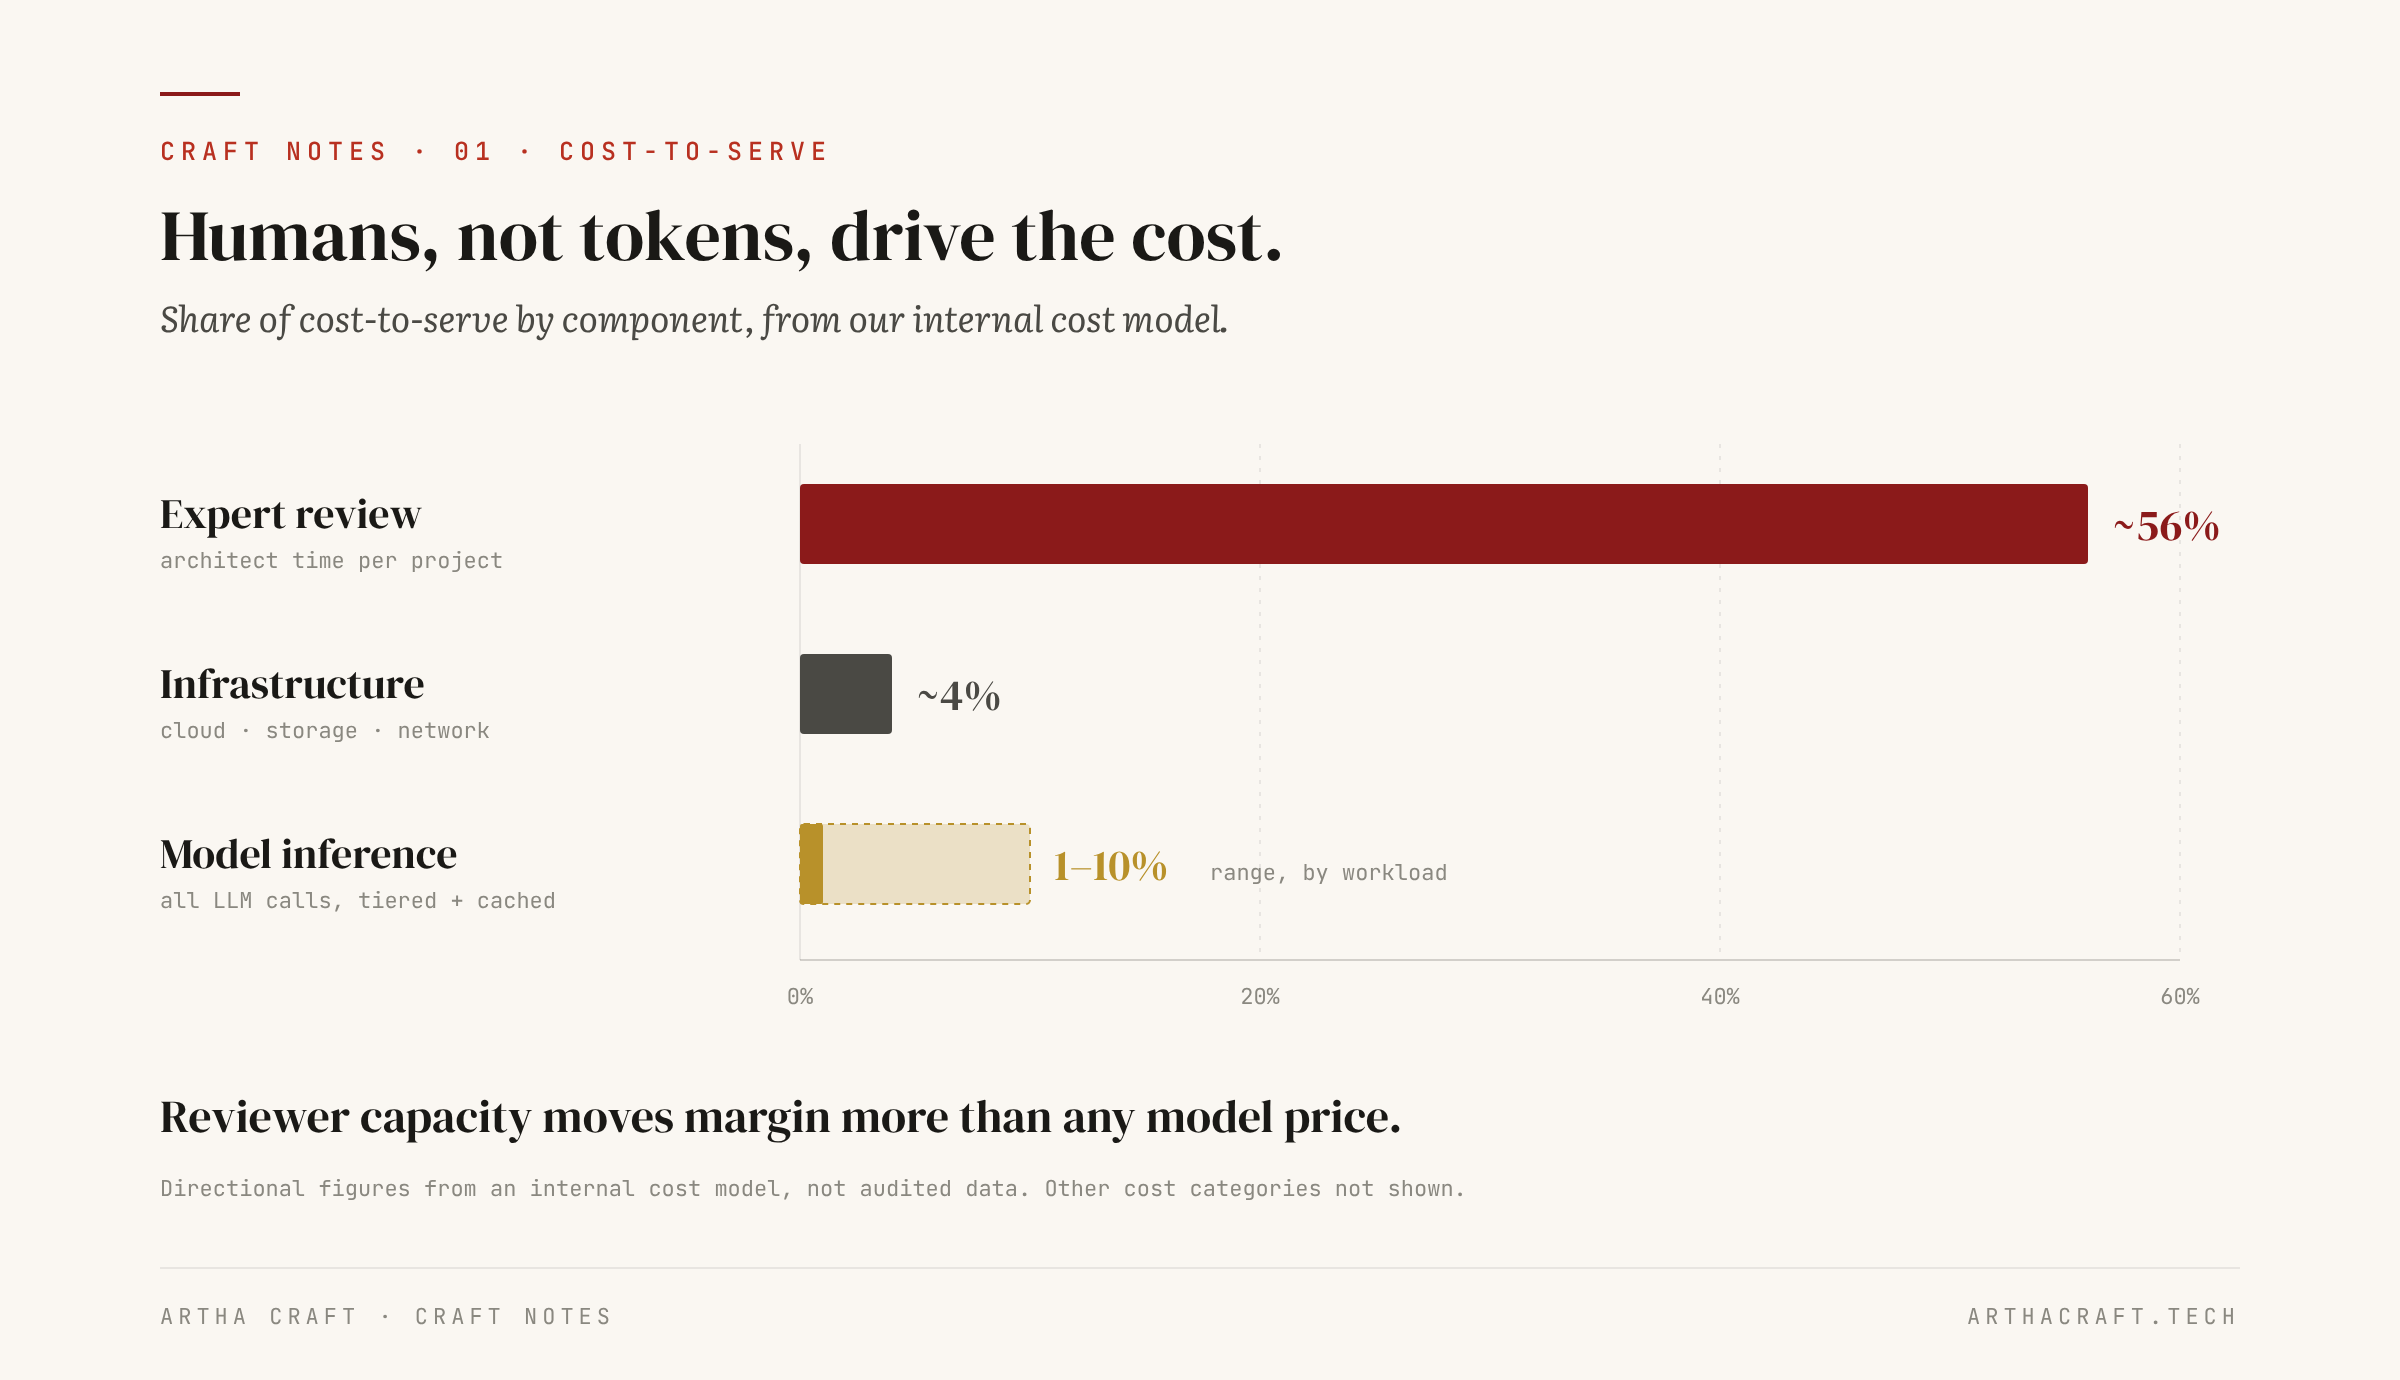 CRAFT NOTES · 01 · COST-TO-SERVE
Humans, not tokens, drive the cost.
Share of cost-to-serve by component, from our internal cost model.
Expert review
architect time per project
~56%
Infrastructure
cloud · storage · network
~4%
Model inference
all LLM calls, tiered + cached
1–10% range, by workload
0% 20% 40% 60%
Reviewer capacity moves margin more than any model price.
Directional figures from an internal cost model, not audited data. Other cost categories not shown.
ARTHA CRAFT · CRAFT NOTES
ARTHACRAFT.TECH